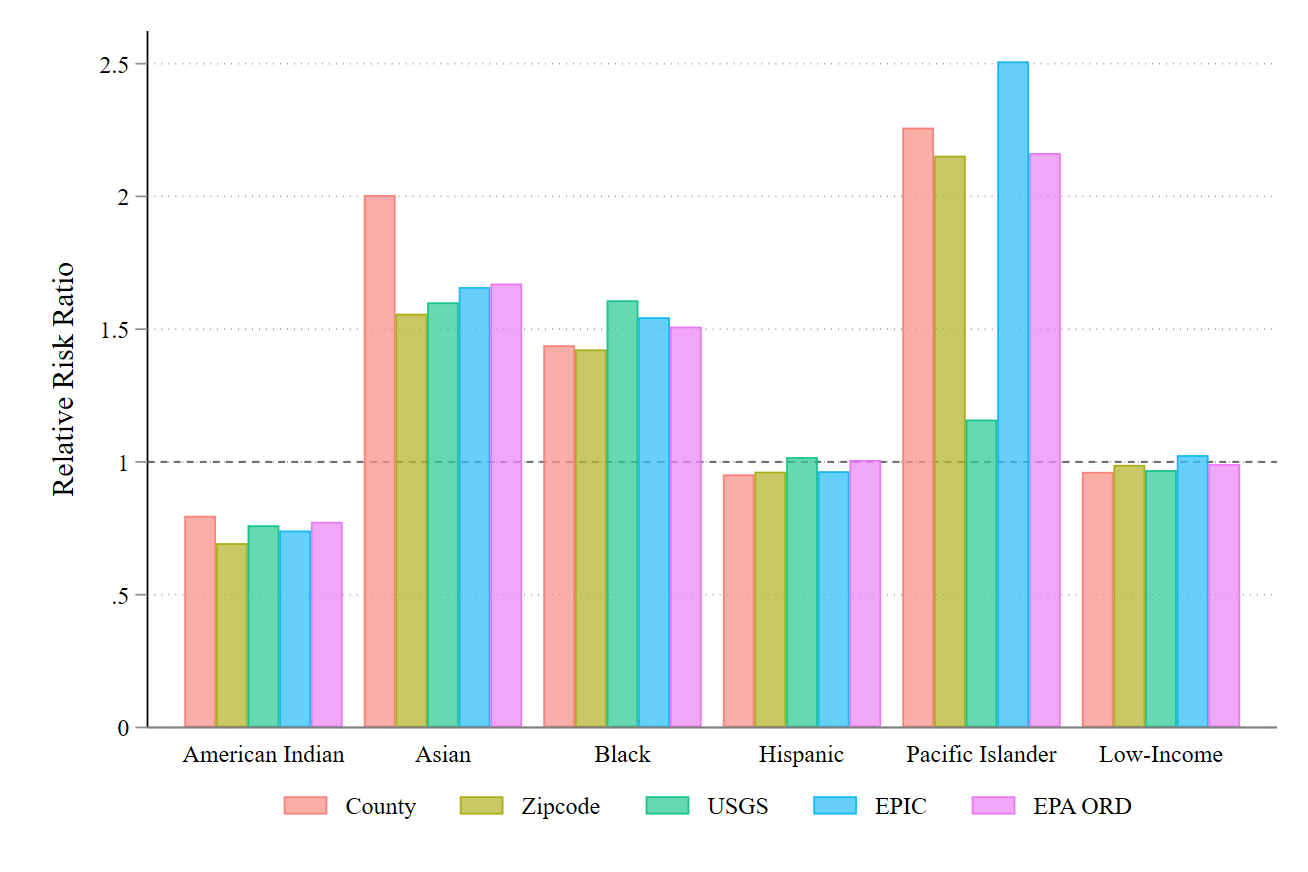 Relative Risk Ratio
2.5
2
1.5
1
.5
0
American Indian Asian Black Hispanic Pacific Islander Low-Income
County Zipcode USGS EPIC EPA ORD